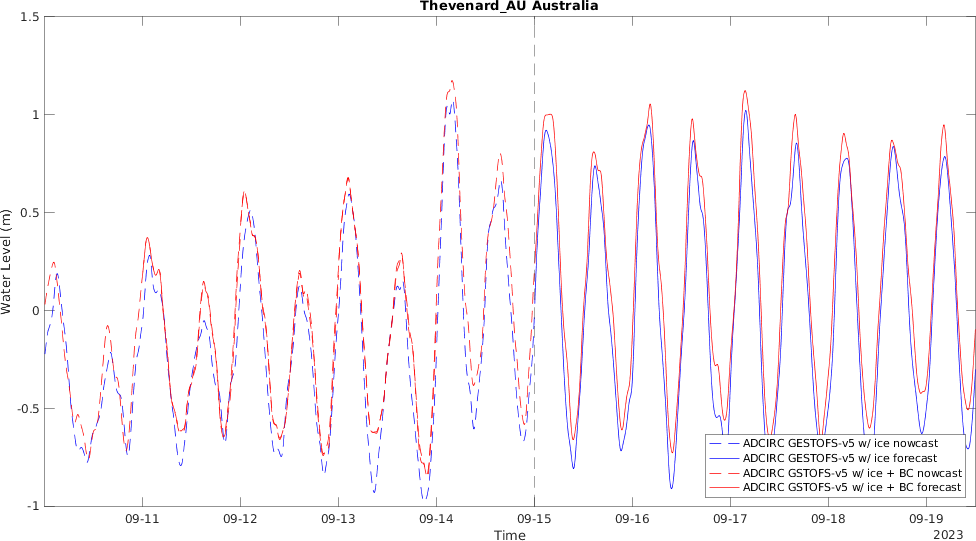 Thevenard_AU Australia
Water Level (m)
1.5
1
0.5
0
-0.5
-1
09-11 09-12 09-13 09-14 09-15 09-16 09-17 09-18 09-19
Time
2023
ADCIRC GESTOFS-v5 w/ ice nowcast
ADCIRC GESTOFS-v5 w/ ice forecast
ADCIRC GSTOFS-v5 w/ ice + BC nowcast
ADCIRC GSTOFS-v5 w/ ice + BC forecast